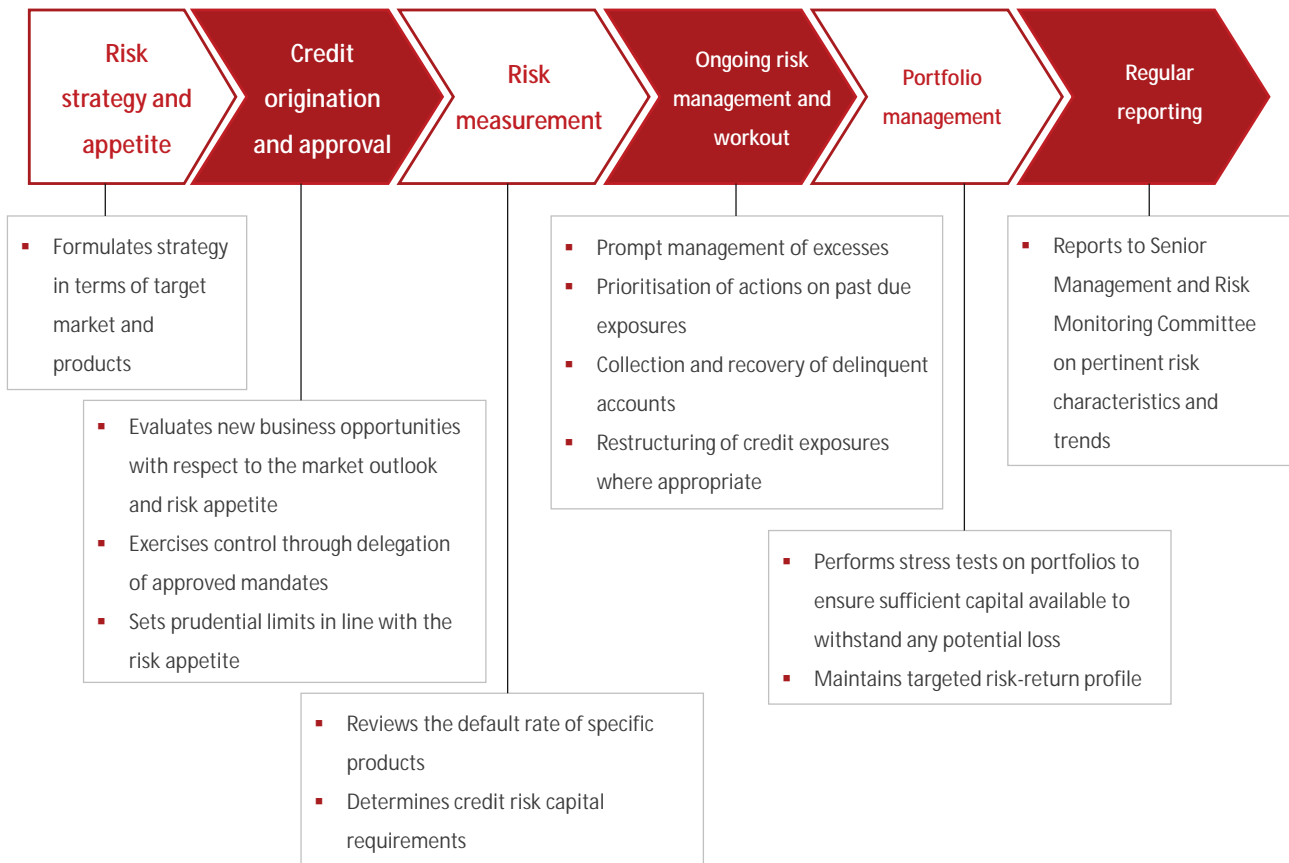 Risk
strategy and
appetite
Credit
origination
and approval
Risk
measurement
Ongoing risk
management and
workout
Portfolio
management
Regular
reporting
▪ Formulates strategy
in terms of target
market and
products
▪ Evaluates new business opportunities
with respect to the market outlook
and risk appetite
▪ Exercises control through delegation
of approved mandates
▪ Sets prudential limits in line with the
risk appetite
▪ Reviews the default rate of specific
products
▪ Determines credit risk capital
requirements
▪ Prompt management of excesses
▪ Prioritisation of actions on past due
exposures
▪ Collection and recovery of delinquent
accounts
▪ Restructuring of credit exposures
where appropriate
▪ Performs stress tests on portfolios to
ensure sufficient capital available to
withstand any potential loss
▪ Maintains targeted risk-return profile
▪ Reports to Senior
Management and Risk
Monitoring Committee
on pertinent risk
characteristics and
trends